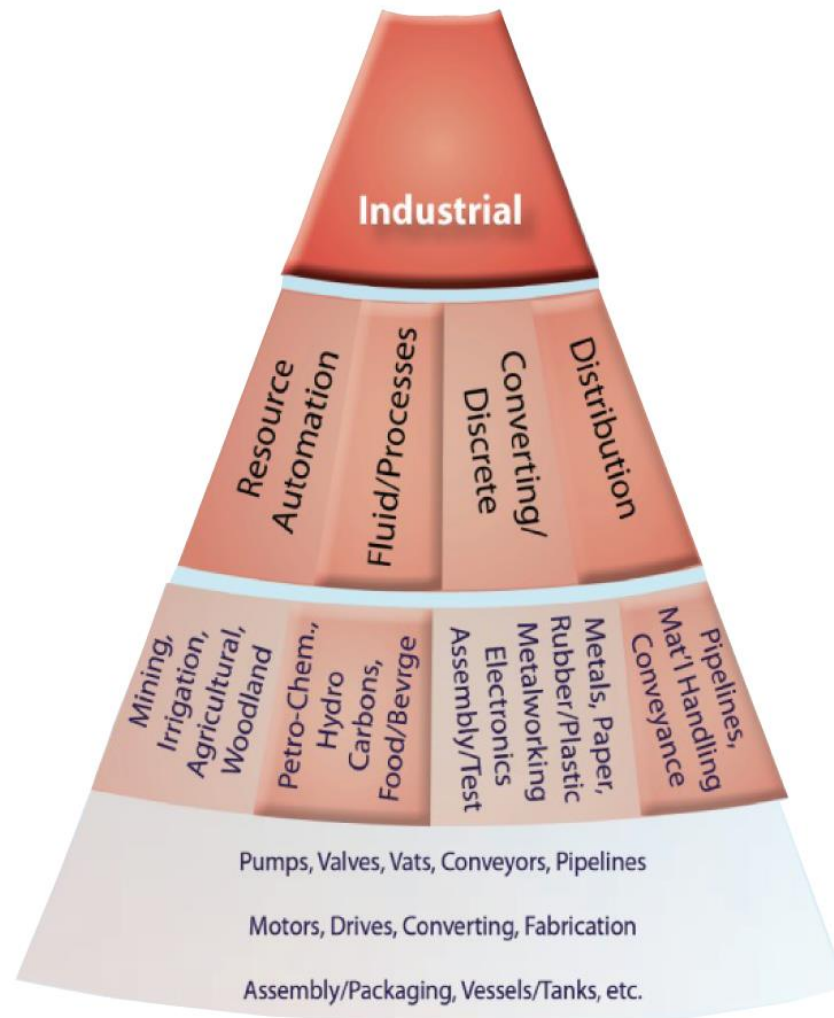 Industrial
Resource
Automation
Fluid/Processes
Converting/
Discrete
Distribution
Mining,
Irrigation,
Agricultural,
Woodland
Petro-Chem.,
Hydro
Carbons,
Food/Bevrge
Metals, Paper,
Rubber/Plastic
Metalworking
Electronics
Assembly/Test
Pipelines,
Mat'l Handling
Conveyance
Pumps, Valves, Vats, Conveyors, Pipelines
Motors, Drives, Converting, Fabrication
Assembly/Packaging, Vessels/Tanks, etc.